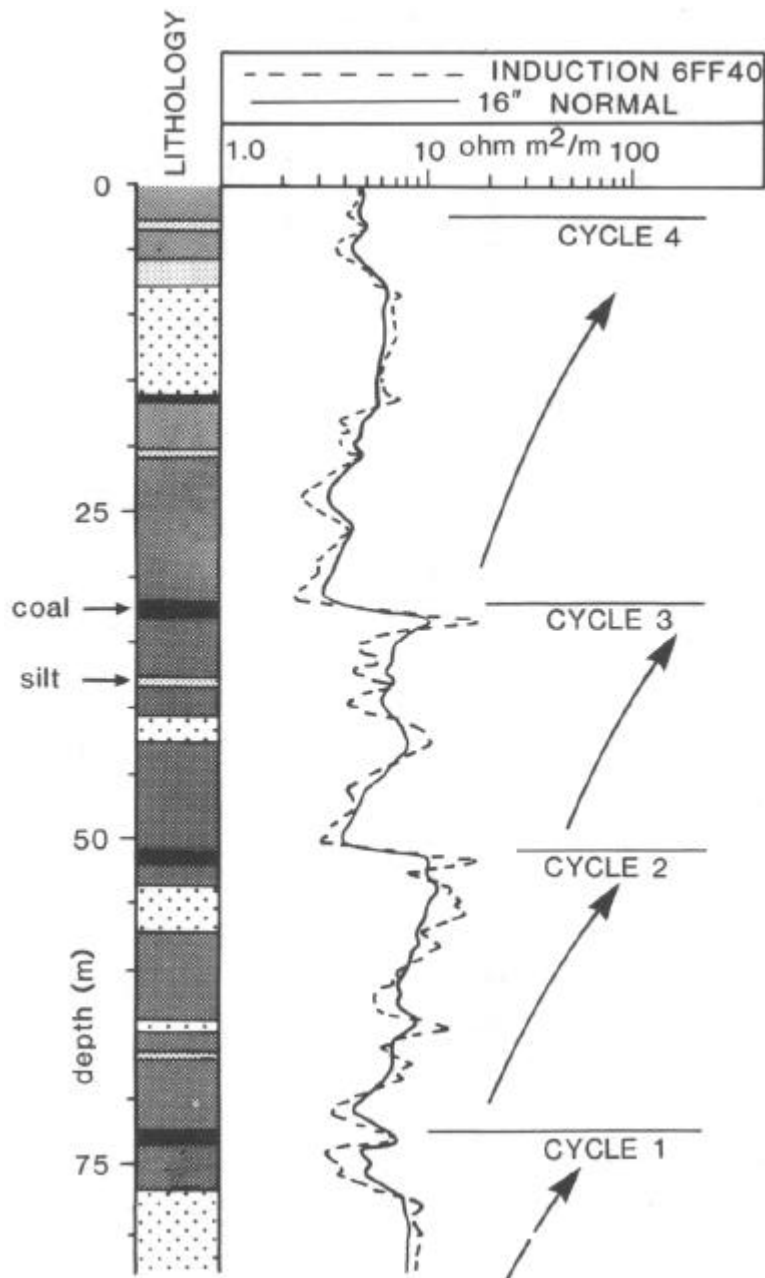 LITHOLOGY
INDUCTION 6FF40
16" NORMAL
1.0 10 ohm m²/m 100
0
CYCLE 4
25
coal
CYCLE 3
silt
50
CYCLE 2
depth (m)
75
CYCLE 1